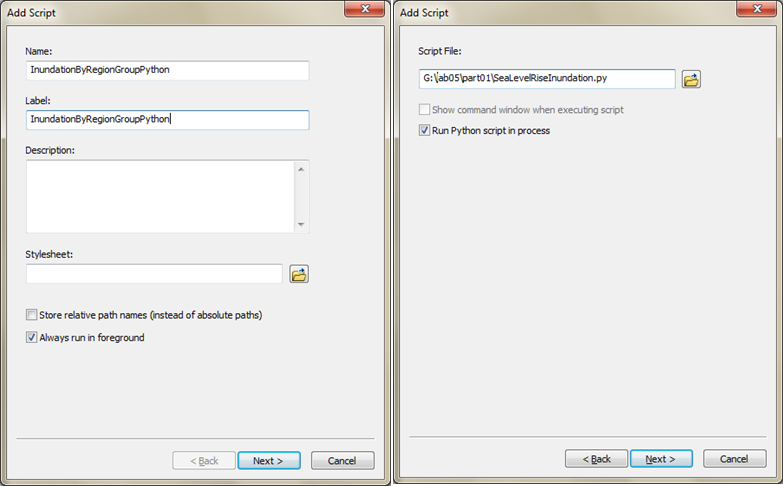 Add Script
Name:
InundationByRegionGroupPython
Label:
InundationByRegionGroupPython
Description:
Stylesheet:
Store relative path names (instead of absolute paths)
Always run in foreground
< Back
Next >
Cancel
Add Script
Script File:
G:\ab05\part01\SeaLevelRiseInundation.py
Show command window when executing script
Run Python script in process
< Back
Next >
Cancel